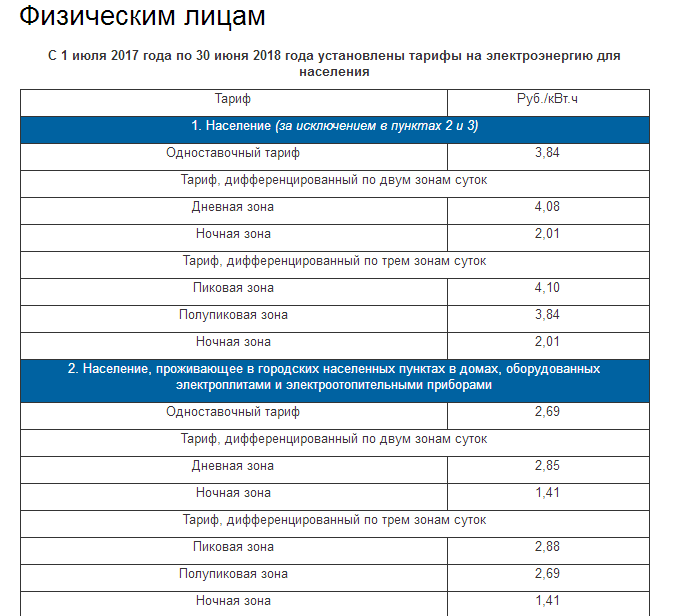 Физическим лицам
С 1 июля 2017 года по 30 июня 2018 года установлены тарифы на электроэнергию для
населения
Тариф Руб./кВт.ч
1. Население (за исключением в пунктах 2 и 3)
Одноставочный тариф 3,84
Тариф, дифференцированный по двум зонам суток
Дневная зона 4,08
Ночная зона 2,01
Тариф, дифференцированный по трем зонам суток
Пиковая зона 4,10
Полупиковая зона 3,84
Ночная зона 2,01
2. Население, проживающее в городских населенных пунктах в домах, оборудованных
электроплитами и электроотопительными приборами
Одноставочный тариф 2,69
Тариф, дифференцированный по двум зонам суток
Дневная зона 2,85
Ночная зона 1,41
Тариф, дифференцированный по трем зонам суток
Пиковая зона 2,88
Полупиковая зона 2,69
Ночная зона 1,41